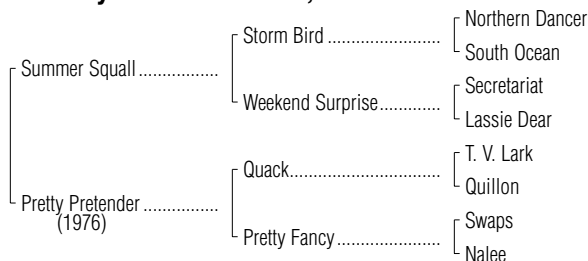 Northern Dancer
Storm Bird........................
South Ocean
Summer Squall................
Secretariat
Weekend Surprise.............
Lassie Dear
T. V. Lark
Quack................................
Quillon
Pretty Pretender...............
(1976)
Swaps
Pretty Fancy......................
Nalee